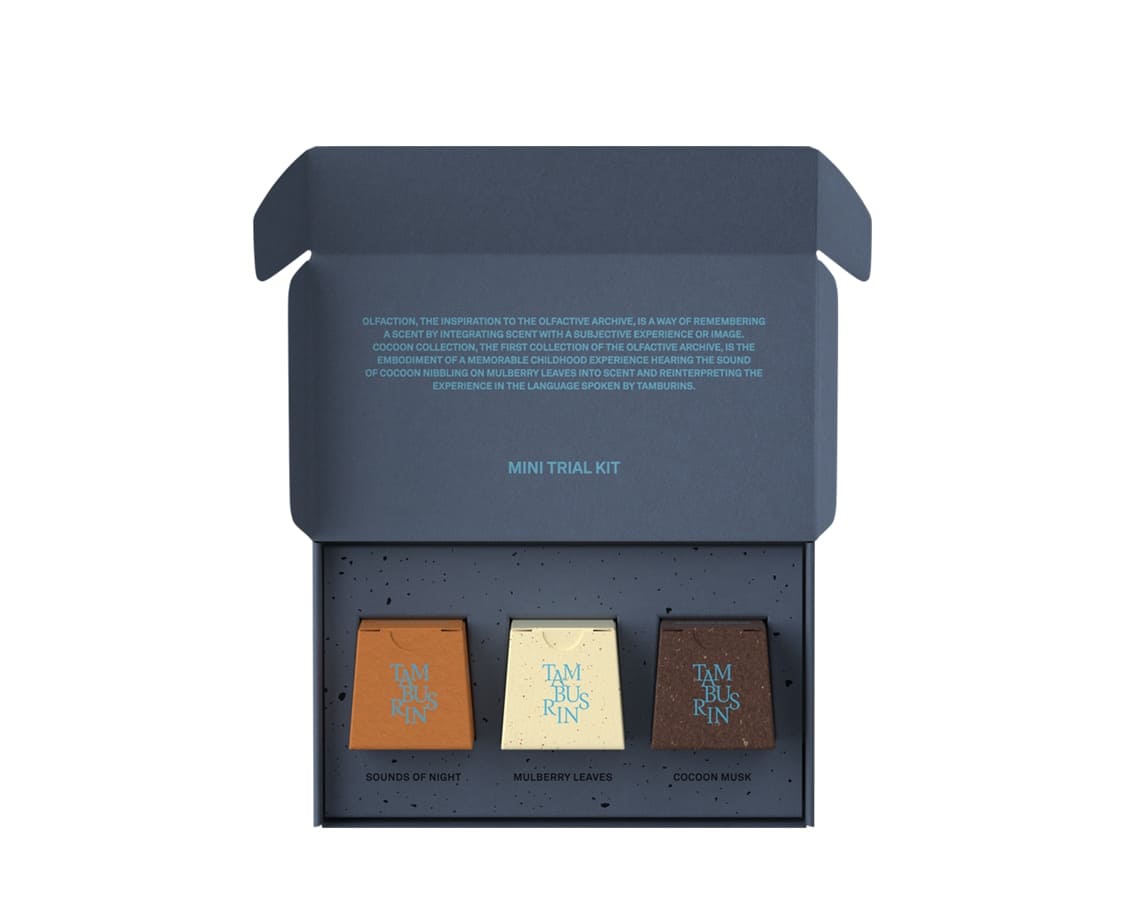 OLFACTION, THE INSPIRATION TO THE OLFACTIVE ARCHIVE, IS A WAY OF REMEMBERING
A SCENT BY INTEGRATING SCENT WITH A SUBJECTIVE EXPERIENCE OR IMAGE.
COCOON COLLECTION, THE FIRST COLLECTION OF THE OLFACTIVE ARCHIVE, IS THE
EMBODIMENT OF A MEMORABLE CHILDHOOD EXPERIENCE HEARING THE SOUND
OF COCOON NIBBLING ON MULBERRY LEAVES INTO SCENT AND REINTERPRETING THE
EXPERIENCE IN THE LANGUAGE SPOKEN BY TAMBURINS.
MINI TRIAL KIT
TAM
BUS
RIN
TAM
BUS
RIN
TAM
BUS
RIN
SOUNDS OF NIGHT
MULBERRY LEAVES
COCOON MUSK